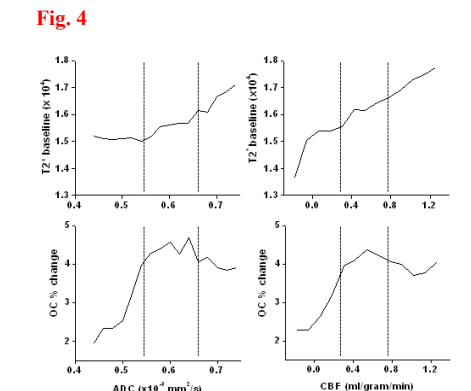 Fig. 4
T2* baseline (x 10⁴)
1.8
1.7
1.6
1.5
1.4
1.3
0.4 0.5 0.6 0.7
T2* baseline (x10⁴)
1.8
1.7
1.6
1.5
1.4
1.3
0.0 0.4 0.8 1.2
OC % change
5
4
3
2
0.4 0.5 0.6 0.7
ADC (x10⁻³ mm²/s)
OC % change
5
4
3
2
0.0 0.4 0.8 1.2
CBF (ml/gram/min)